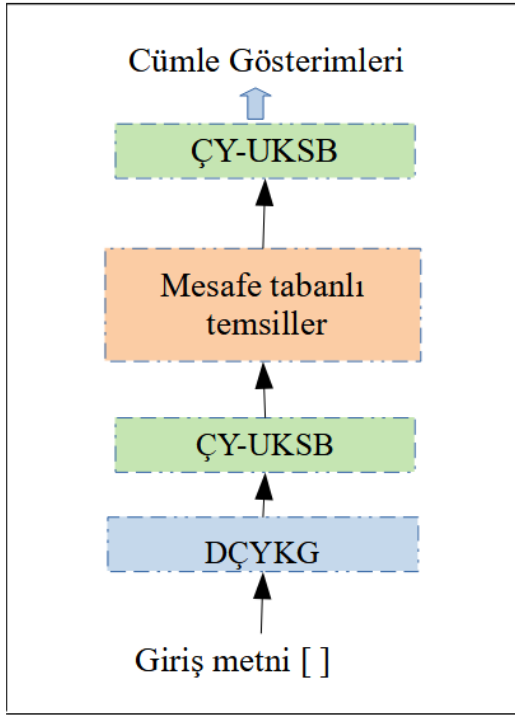 Cümle Gösterimleri
ÇY-UKSB
Mesafe tabanlı
temsiller
ÇY-UKSB
DÇYKG
Giriş metni [ ]